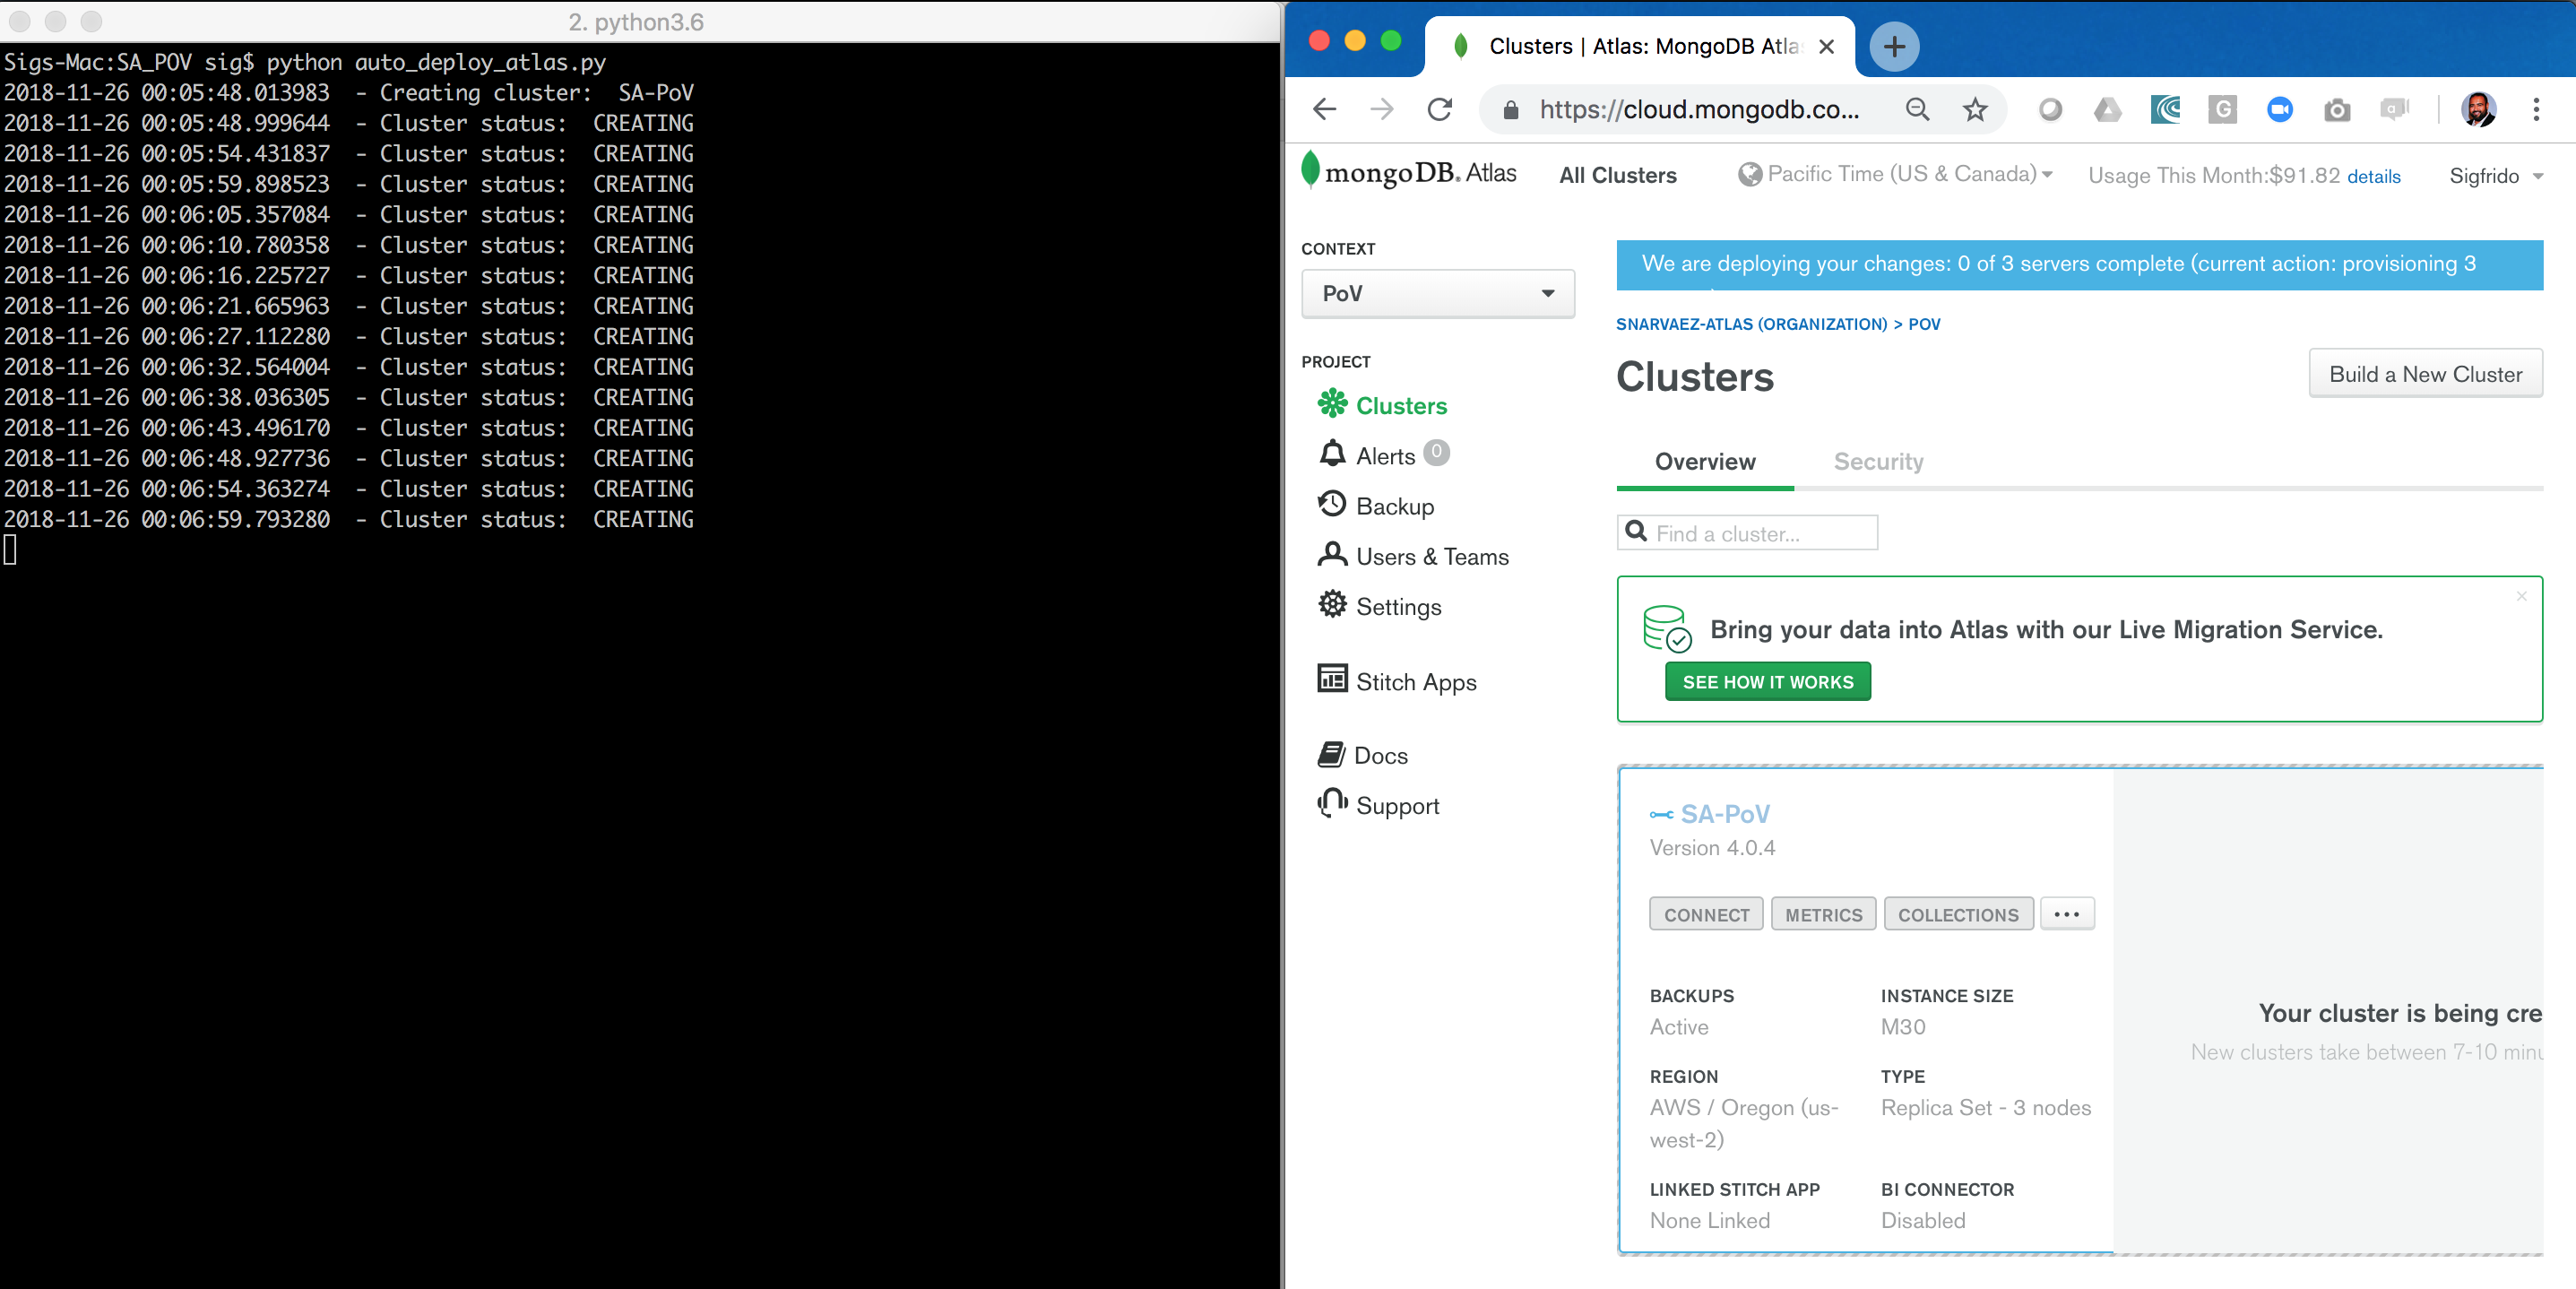 2. python3.6
Sigs-Mac:SA_POV sig$ python auto_deploy_atlas.py
2018-11-26 00:05:48.013983  - Creating cluster:  SA-PoV
2018-11-26 00:05:48.999644  - Cluster status:  CREATING
2018-11-26 00:05:54.431837  - Cluster status:  CREATING
2018-11-26 00:05:59.898523  - Cluster status:  CREATING
2018-11-26 00:06:05.357084  - Cluster status:  CREATING
2018-11-26 00:06:10.780358  - Cluster status:  CREATING
2018-11-26 00:06:16.225727  - Cluster status:  CREATING
2018-11-26 00:06:21.665963  - Cluster status:  CREATING
2018-11-26 00:06:27.112280  - Cluster status:  CREATING
2018-11-26 00:06:32.564004  - Cluster status:  CREATING
2018-11-26 00:06:38.036305  - Cluster status:  CREATING
2018-11-26 00:06:43.496170  - Cluster status:  CREATING
2018-11-26 00:06:48.927736  - Cluster status:  CREATING
2018-11-26 00:06:54.363274  - Cluster status:  CREATING
2018-11-26 00:06:59.793280  - Cluster status:  CREATING
Clusters | Atlas: MongoDB Atla
https://cloud.mongodb.co...
G
a
mongoDB. Atlas
All Clusters
Pacific Time (US & Canada)
Usage This Month:$91.82 details
Sigfrido
CONTEXT
PoV
PROJECT
Clusters
Alerts 0
Backup
Users & Teams
Settings
Stitch Apps
Docs
Support
We are deploying your changes: 0 of 3 servers complete (current action: provisioning 3
SNARVAEZ-ATLAS (ORGANIZATION) > POV
Clusters
Build a New Cluster
Overview
Security
Find a cluster...
Bring your data into Atlas with our Live Migration Service.
SEE HOW IT WORKS
SA-PoV
Version 4.0.4
CONNECT
METRICS
COLLECTIONS
...
BACKUPS
Active
INSTANCE SIZE
M30
REGION
AWS / Oregon (us-
west-2)
TYPE
Replica Set - 3 nodes
LINKED STITCH APP
None Linked
BI CONNECTOR
Disabled
Your cluster is being cre
New clusters take between 7-10 minu